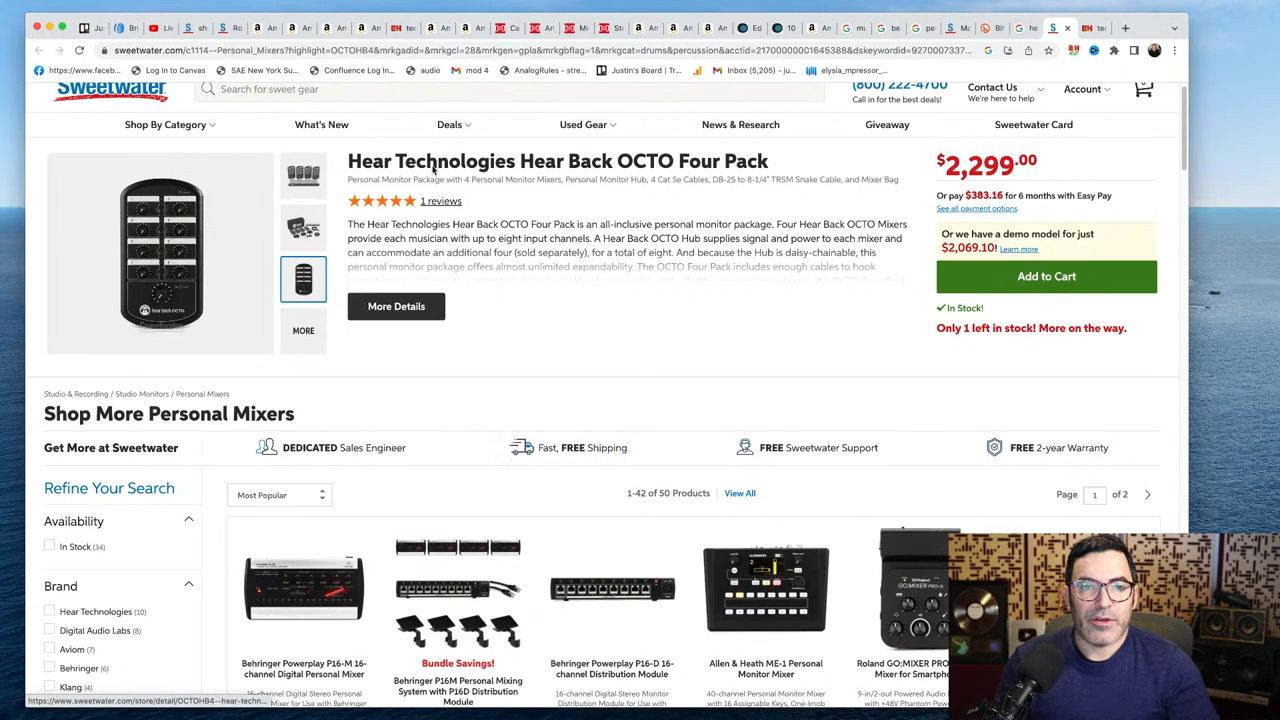 sweetwater.com/c1114--Personal_Mixers?highlight=OCTOHB4&mrkgadid=&mrkgcl=28&mrkgen=gpla&mrkgbflag=1&mrkgcat=drums&percussion&acctid=21700000001645388&dskeywordid=9270007337...
https://www.faceb... Log In to Canvas SAE New York Su... Confluence Log In... audio mod 4 AnalogRules - stre... Justin's Board | Tr... Inbox (5,205) - ju... elysia_mpressor_...
Sweetwater
Search for sweet gear
(800) 222-4700
Call in for the best deals!
Contact Us
We're here to help
Account
Shop By Category What's New Deals Used Gear News & Research Giveaway Sweetwater Card
Hear Technologies Hear Back OCTO Four Pack
Personal Monitor Package with 4 Personal Monitor Mixers, Personal Monitor Hub, 4 Cat 5e Cables, DB-25 to 8-1/4" TRSM Snake Cable, and Mixer Bag
1 reviews
The Hear Technologies Hear Back OCTO Four Pack is an all-inclusive personal monitor package. Four Hear Back OCTO Mixers
provide each musician with up to eight input channels. A Hear Back OCTO Hub supplies signal and power to each mixer and
can accommodate an additional four (sold separately), for a total of eight. And because the Hub is daisy-chainable, this
personal monitor package offers almost unlimited expandability. The OCTO Four Pack includes enough cables to hook
More Details
MORE
hear back OCTO
$2,299.00
Or pay $383.16 for 6 months with Easy Pay
See all payment options
Or we have a demo model for just
$2,069.10! Learn more
Add to Cart
In Stock!
Only 1 left in stock! More on the way.
Studio & Recording / Studio Monitors / Personal Mixers
Shop More Personal Mixers
Get More at Sweetwater
DEDICATED Sales Engineer
Fast, FREE Shipping
FREE Sweetwater Support
FREE 2-year Warranty
Refine Your Search
Most Popular
1-42 of 50 Products View All
Page 1 of 2
Availability
In Stock (34)
Brand
Hear Technologies (10)
Digital Audio Labs (8)
Aviom (7)
Behringer (6)
Klang (4)
Behringer Powerplay P16-M 16-
channel Digital Personal Mixer
16-channel Digital Stereo Personal
Mixer for Use with Behringer
Bundle Savings!
Behringer P16M Personal Mixing
System with P16D Distribution
Module
Behringer Powerplay P16-D 16-
channel Distribution Module
16-channel Digital Stereo Monitor
Distribution Module for Use with
Allen & Heath ME-1 Personal
Monitor Mixer
40-channel Personal Monitor Mixer
with 16 Assignable Keys, One-knob
Roland GO:MIXER PRO-
Mixer for Smartpho
9-in/2-out Powered Audio
with +48V Phantom Power
https://www.sweetwater.com/store/detail/OCTOHB4--hear-techn...